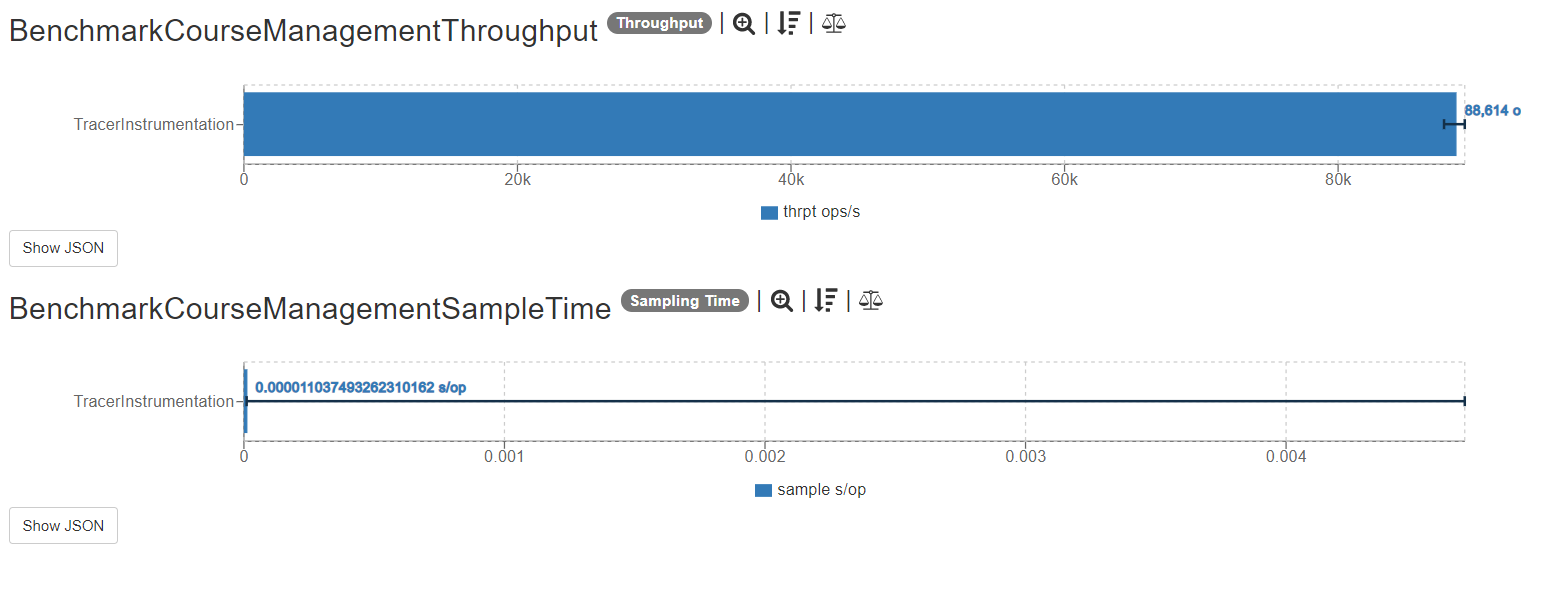 BenchmarkCourseManagementThroughput Throughput | | |
TracerInstrumentation
88,614 o
0 20k 40k 60k 80k
thrpt ops/s
Show JSON
BenchmarkCourseManagementSampleTime Sampling Time | | |
0.000011037493262310162 s/op
TracerInstrumentation
0 0.001 0.002 0.003 0.004
sample s/op
Show JSON